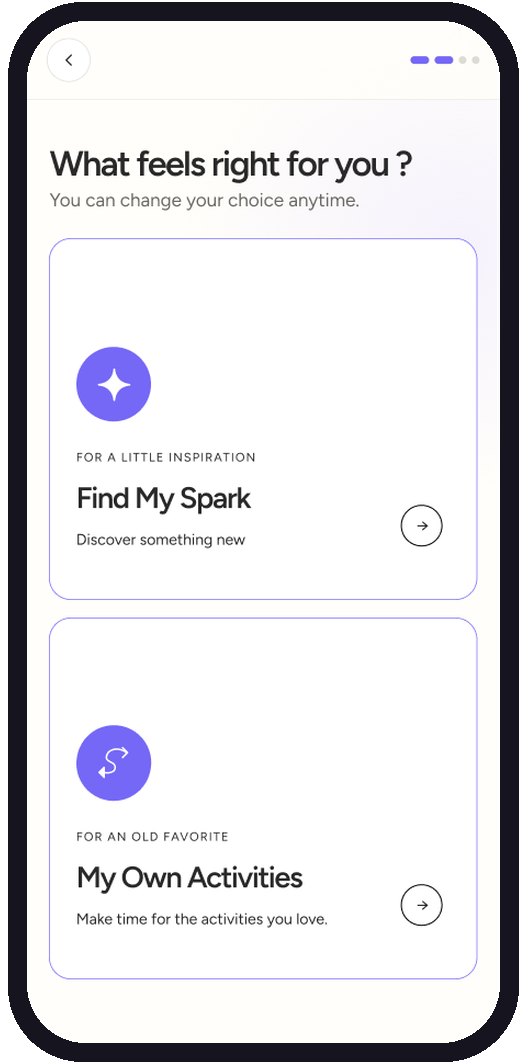 What feels right for you ?
You can change your choice anytime.
FOR A LITTLE INSPIRATION
Find My Spark
Discover something new
FOR AN OLD FAVORITE
My Own Activities
Make time for the activities you love.